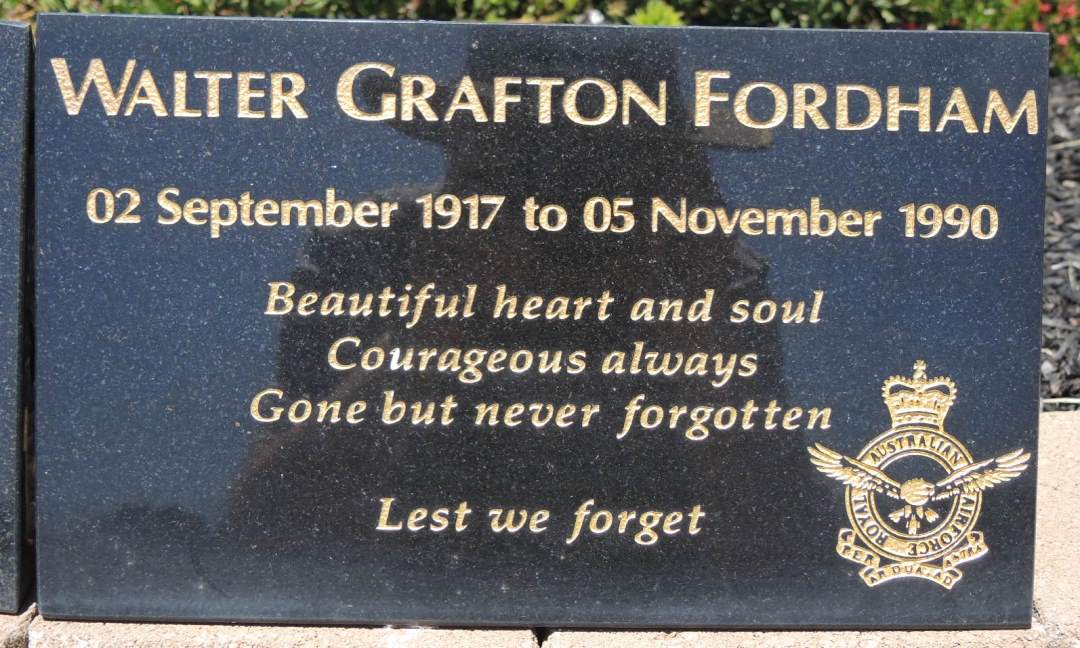 WALTER GRAFTON FORDHAM
02 September 1917 to 05 November 1990
Beautiful heart and soul
Courageous always
Gone but never forgotten
Lest we forget
ROYAL AUSTRALIAN AIR FORCE
PER ARDUA AD ASTRA